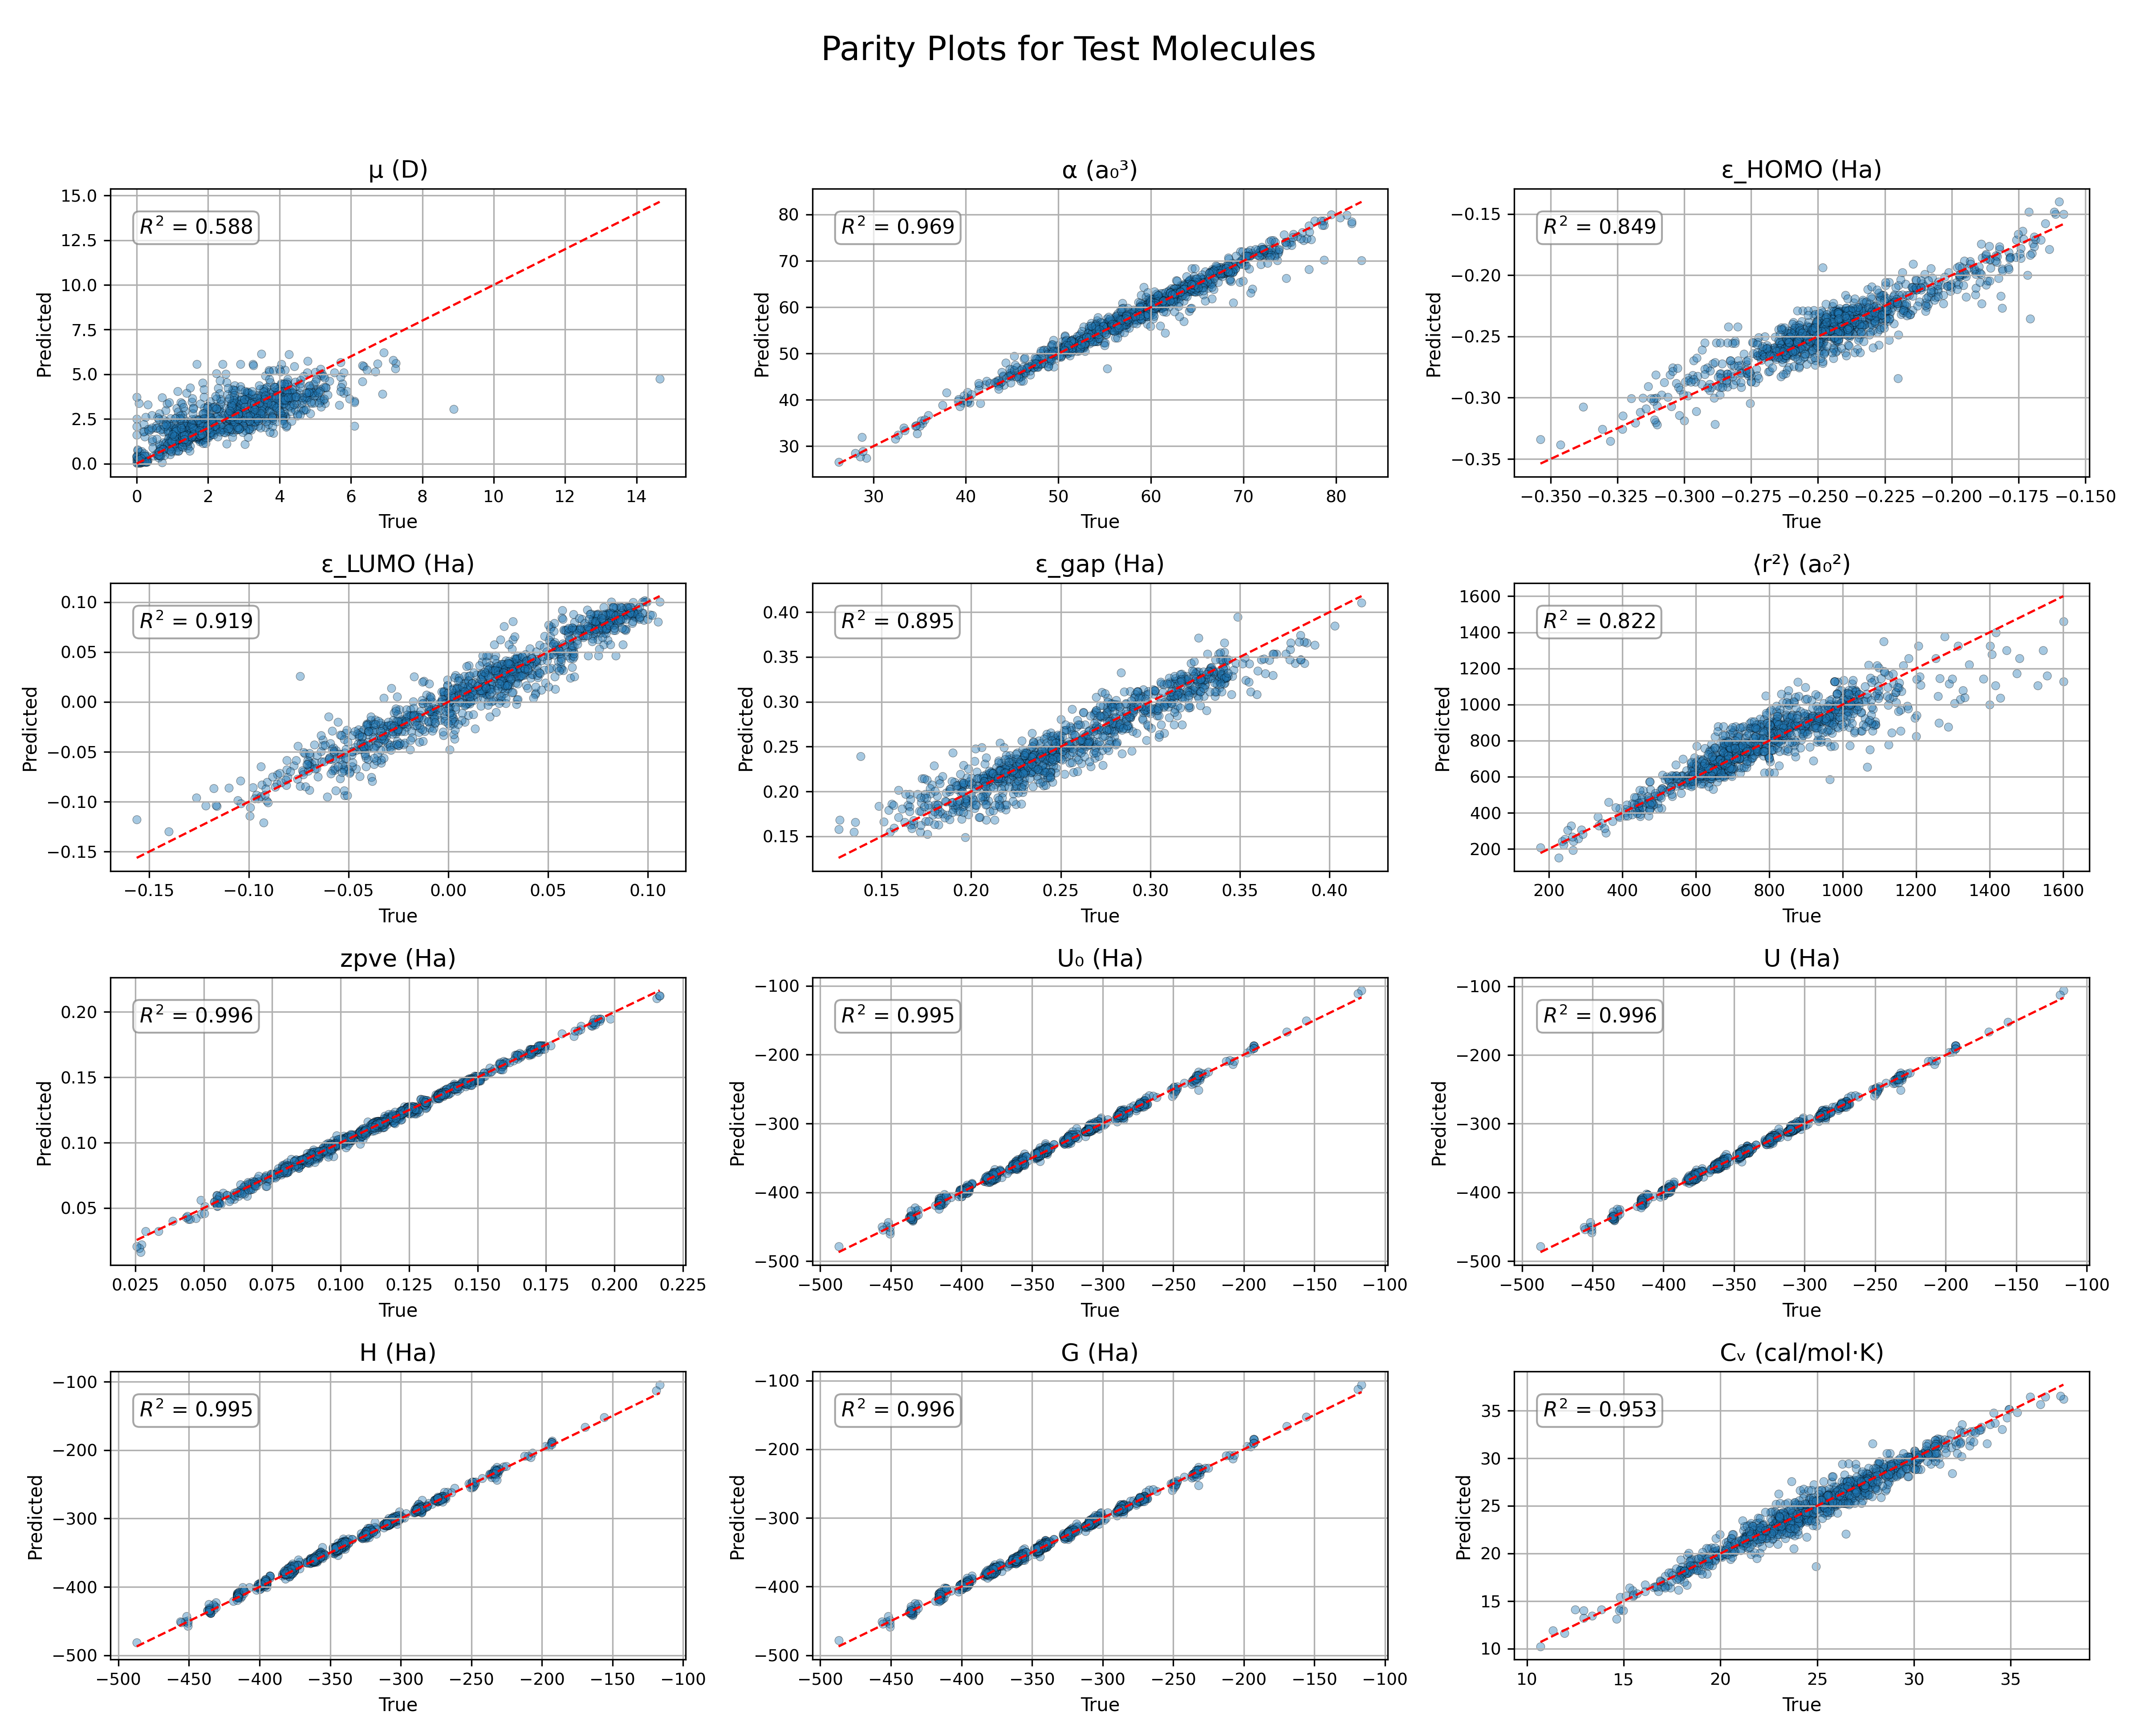 Parity Plots for Test Molecules
μ (D)
R² = 0.588
15.0
12.5
10.0
7.5
5.0
2.5
0.0
Predicted
0 2 4 6 8 10 12 14
True
α (a₀³)
R² = 0.969
80
70
60
50
40
30
Predicted
30 40 50 60 70 80
True
ε_HOMO (Ha)
R² = 0.849
−0.15
−0.20
−0.25
−0.30
−0.35
Predicted
−0.350 −0.325 −0.300 −0.275 −0.250 −0.225 −0.200 −0.175 −0.150
True
ε_LUMO (Ha)
R² = 0.919
0.10
0.05
0.00
−0.05
−0.10
−0.15
Predicted
−0.15 −0.10 −0.05 0.00 0.05 0.10
True
ε_gap (Ha)
R² = 0.895
0.40
0.35
0.30
0.25
0.20
0.15
Predicted
0.15 0.20 0.25 0.30 0.35 0.40
True
⟨r²⟩ (a₀²)
R² = 0.822
1600
1400
1200
1000
800
600
400
200
Predicted
200 400 600 800 1000 1200 1400 1600
True
zpve (Ha)
R² = 0.996
0.20
0.15
0.10
0.05
Predicted
0.025 0.050 0.075 0.100 0.125 0.150 0.175 0.200 0.225
True
U₀ (Ha)
R² = 0.995
−100
−200
−300
−400
−500
Predicted
−500 −450 −400 −350 −300 −250 −200 −150 −100
True
U (Ha)
R² = 0.996
−100
−200
−300
−400
−500
Predicted
−500 −450 −400 −350 −300 −250 −200 −150 −100
True
H (Ha)
R² = 0.995
−100
−200
−300
−400
−500
Predicted
−500 −450 −400 −350 −300 −250 −200 −150 −100
True
G (Ha)
R² = 0.996
−100
−200
−300
−400
−500
Predicted
−500 −450 −400 −350 −300 −250 −200 −150 −100
True
Cᵥ (cal/mol·K)
R² = 0.953
35
30
25
20
15
10
Predicted
10 15 20 25 30 35
True